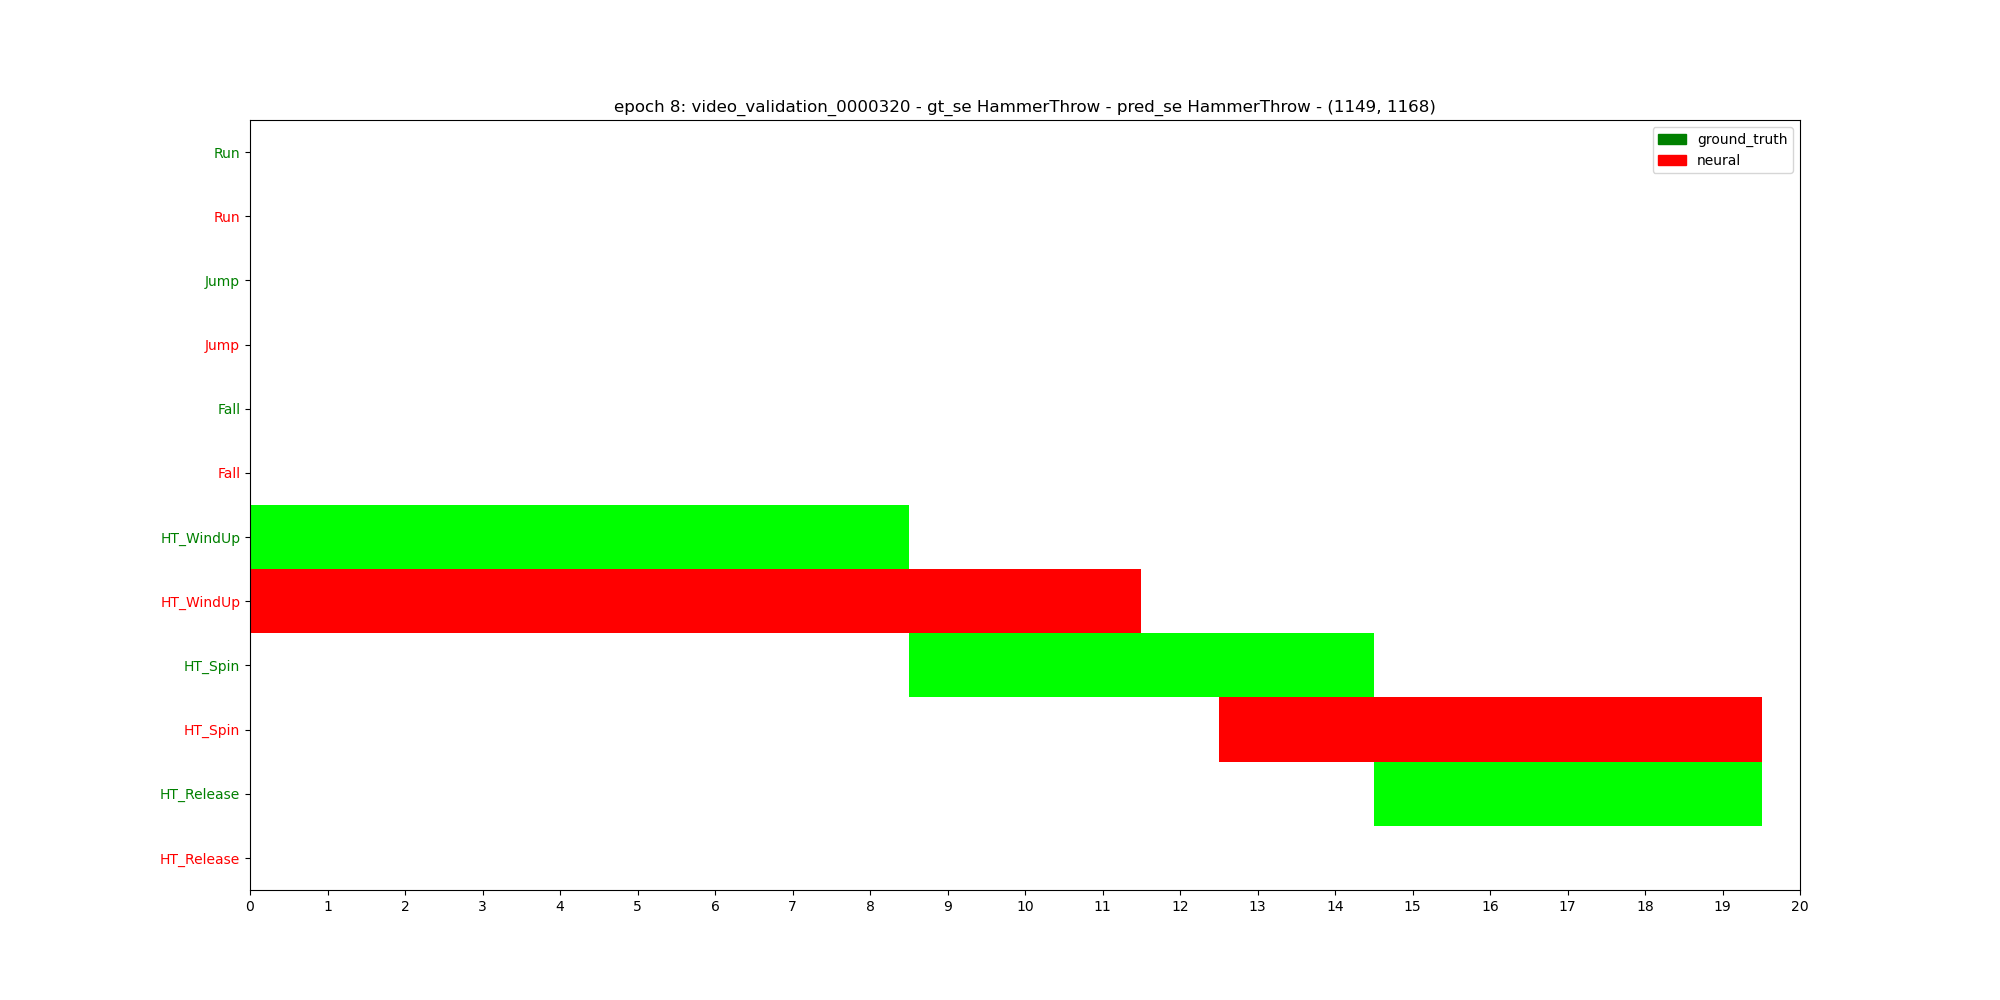 epoch 8: video_validation_0000320 - gt_se HammerThrow - pred_se HammerThrow - (1149, 1168)
ground_truth
neural
Run
Run
Jump
Jump
Fall
Fall
HT_WindUp
HT_WindUp
HT_Spin
HT_Spin
HT_Release
HT_Release
0 1 2 3 4 5 6 7 8 9 10 11 12 13 14 15 16 17 18 19 20